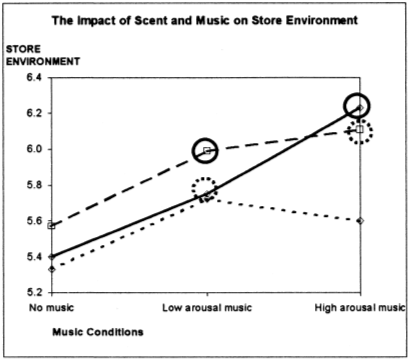 The Impact of Scent and Music on Store Environment
STORE
ENVIRONMENT
6.4
6.2
6.0
5.8
5.6
5.4
5.2
No music
Low arousal music
High arousal music
Music Conditions